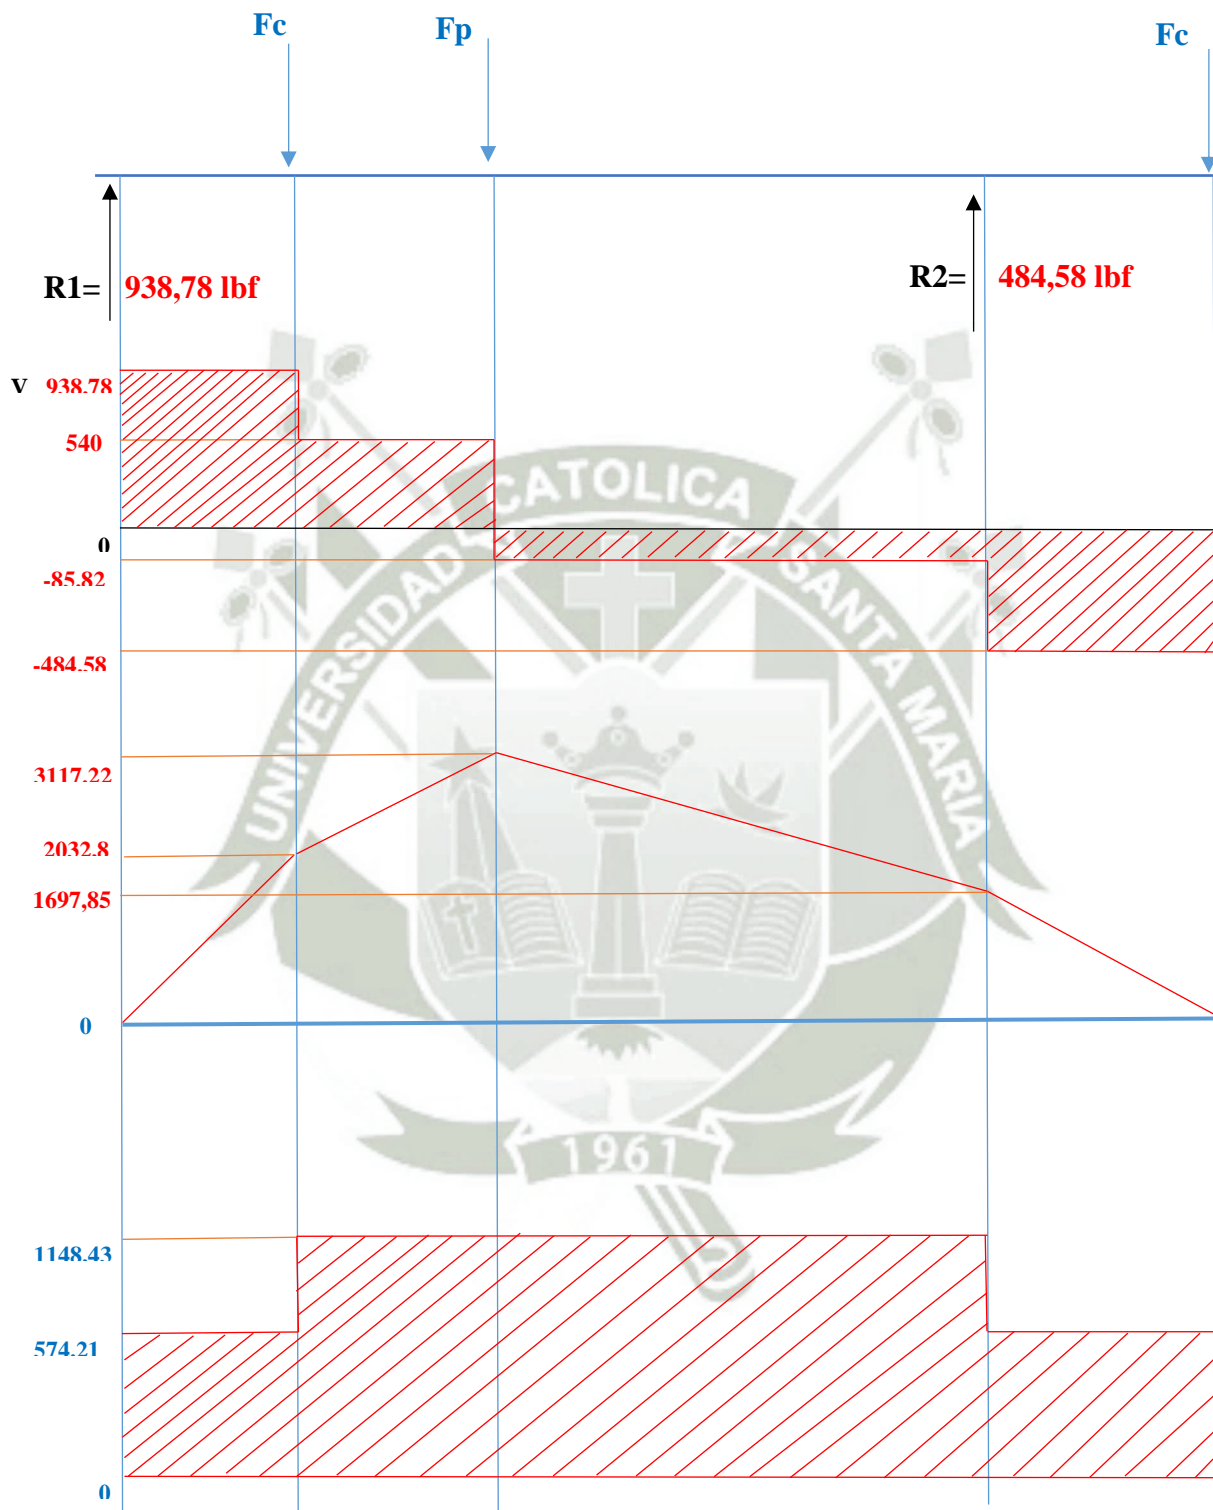 Fc
Fp
Fc
R1= 938,78 lbf
R2= 484,58 lbf
V 938.78
540
0
-85.82
-484.58
3117.22
2032.8
1697,85
0
1148.43
574.21
0
UNIVERSIDAD CATOLICA SANTA MARIA
1961